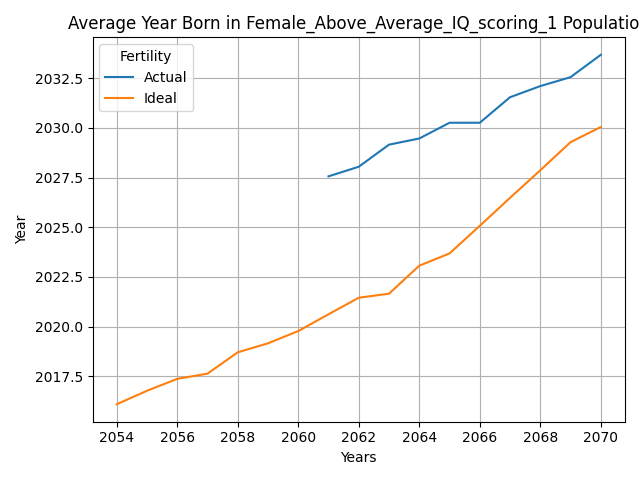 Average Year Born in Female_Above_Average_IQ_scoring_1 Populatio
Fertility
Actual
Ideal
2032.5
2030.0
2027.5
2025.0
2022.5
2020.0
2017.5
Year
2054 2056 2058 2060 2062 2064 2066 2068 2070
Years